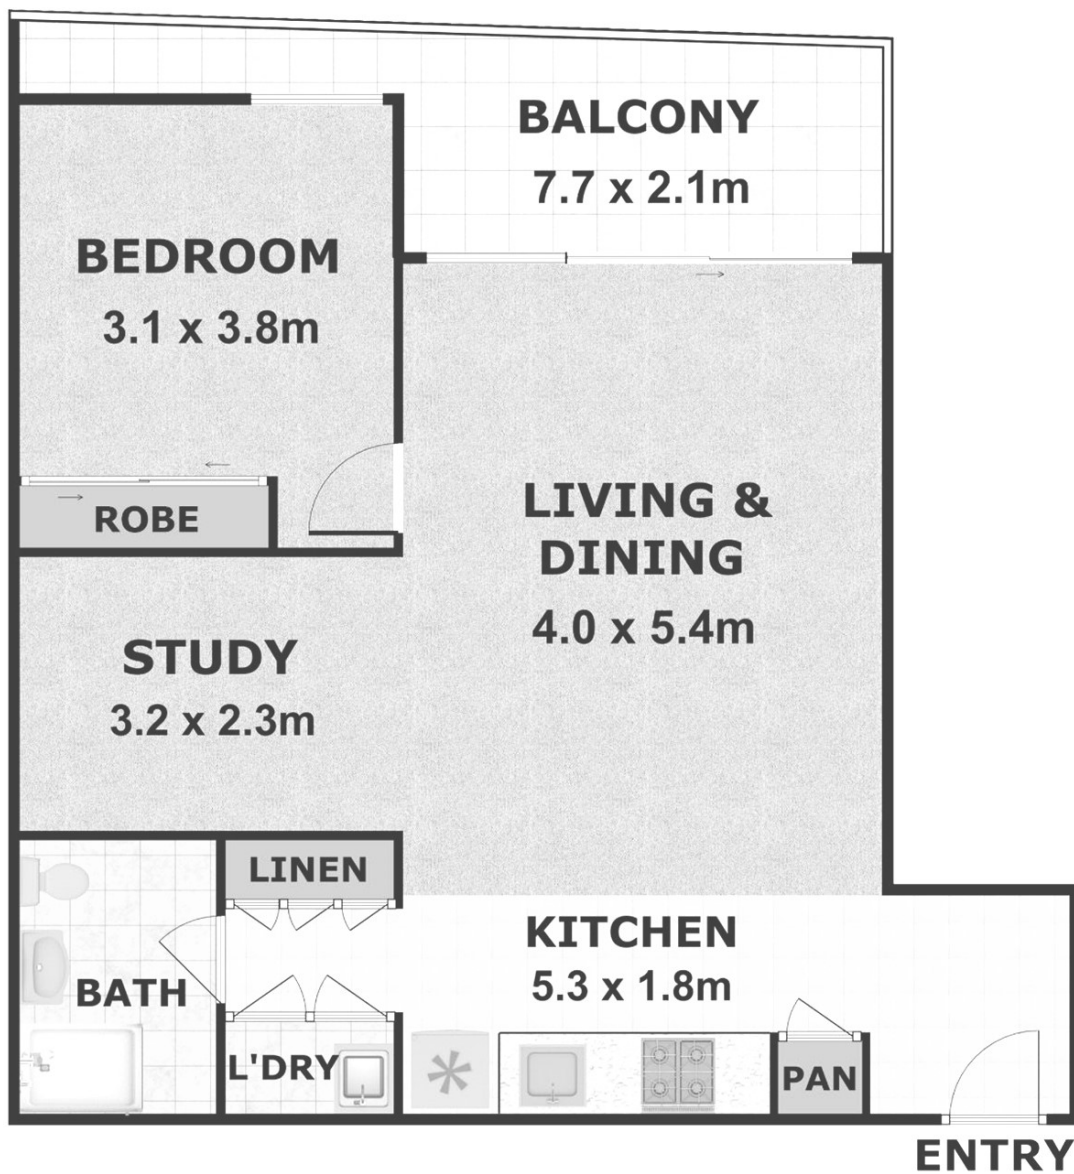 BALCONY
7.7 x 2.1m
BEDROOM
3.1 x 3.8m
ROBE
LIVING &
DINING
4.0 x 5.4m
STUDY
3.2 x 2.3m
LINEN
KITCHEN
5.3 x 1.8m
BATH
L'DRY
PAN
ENTRY